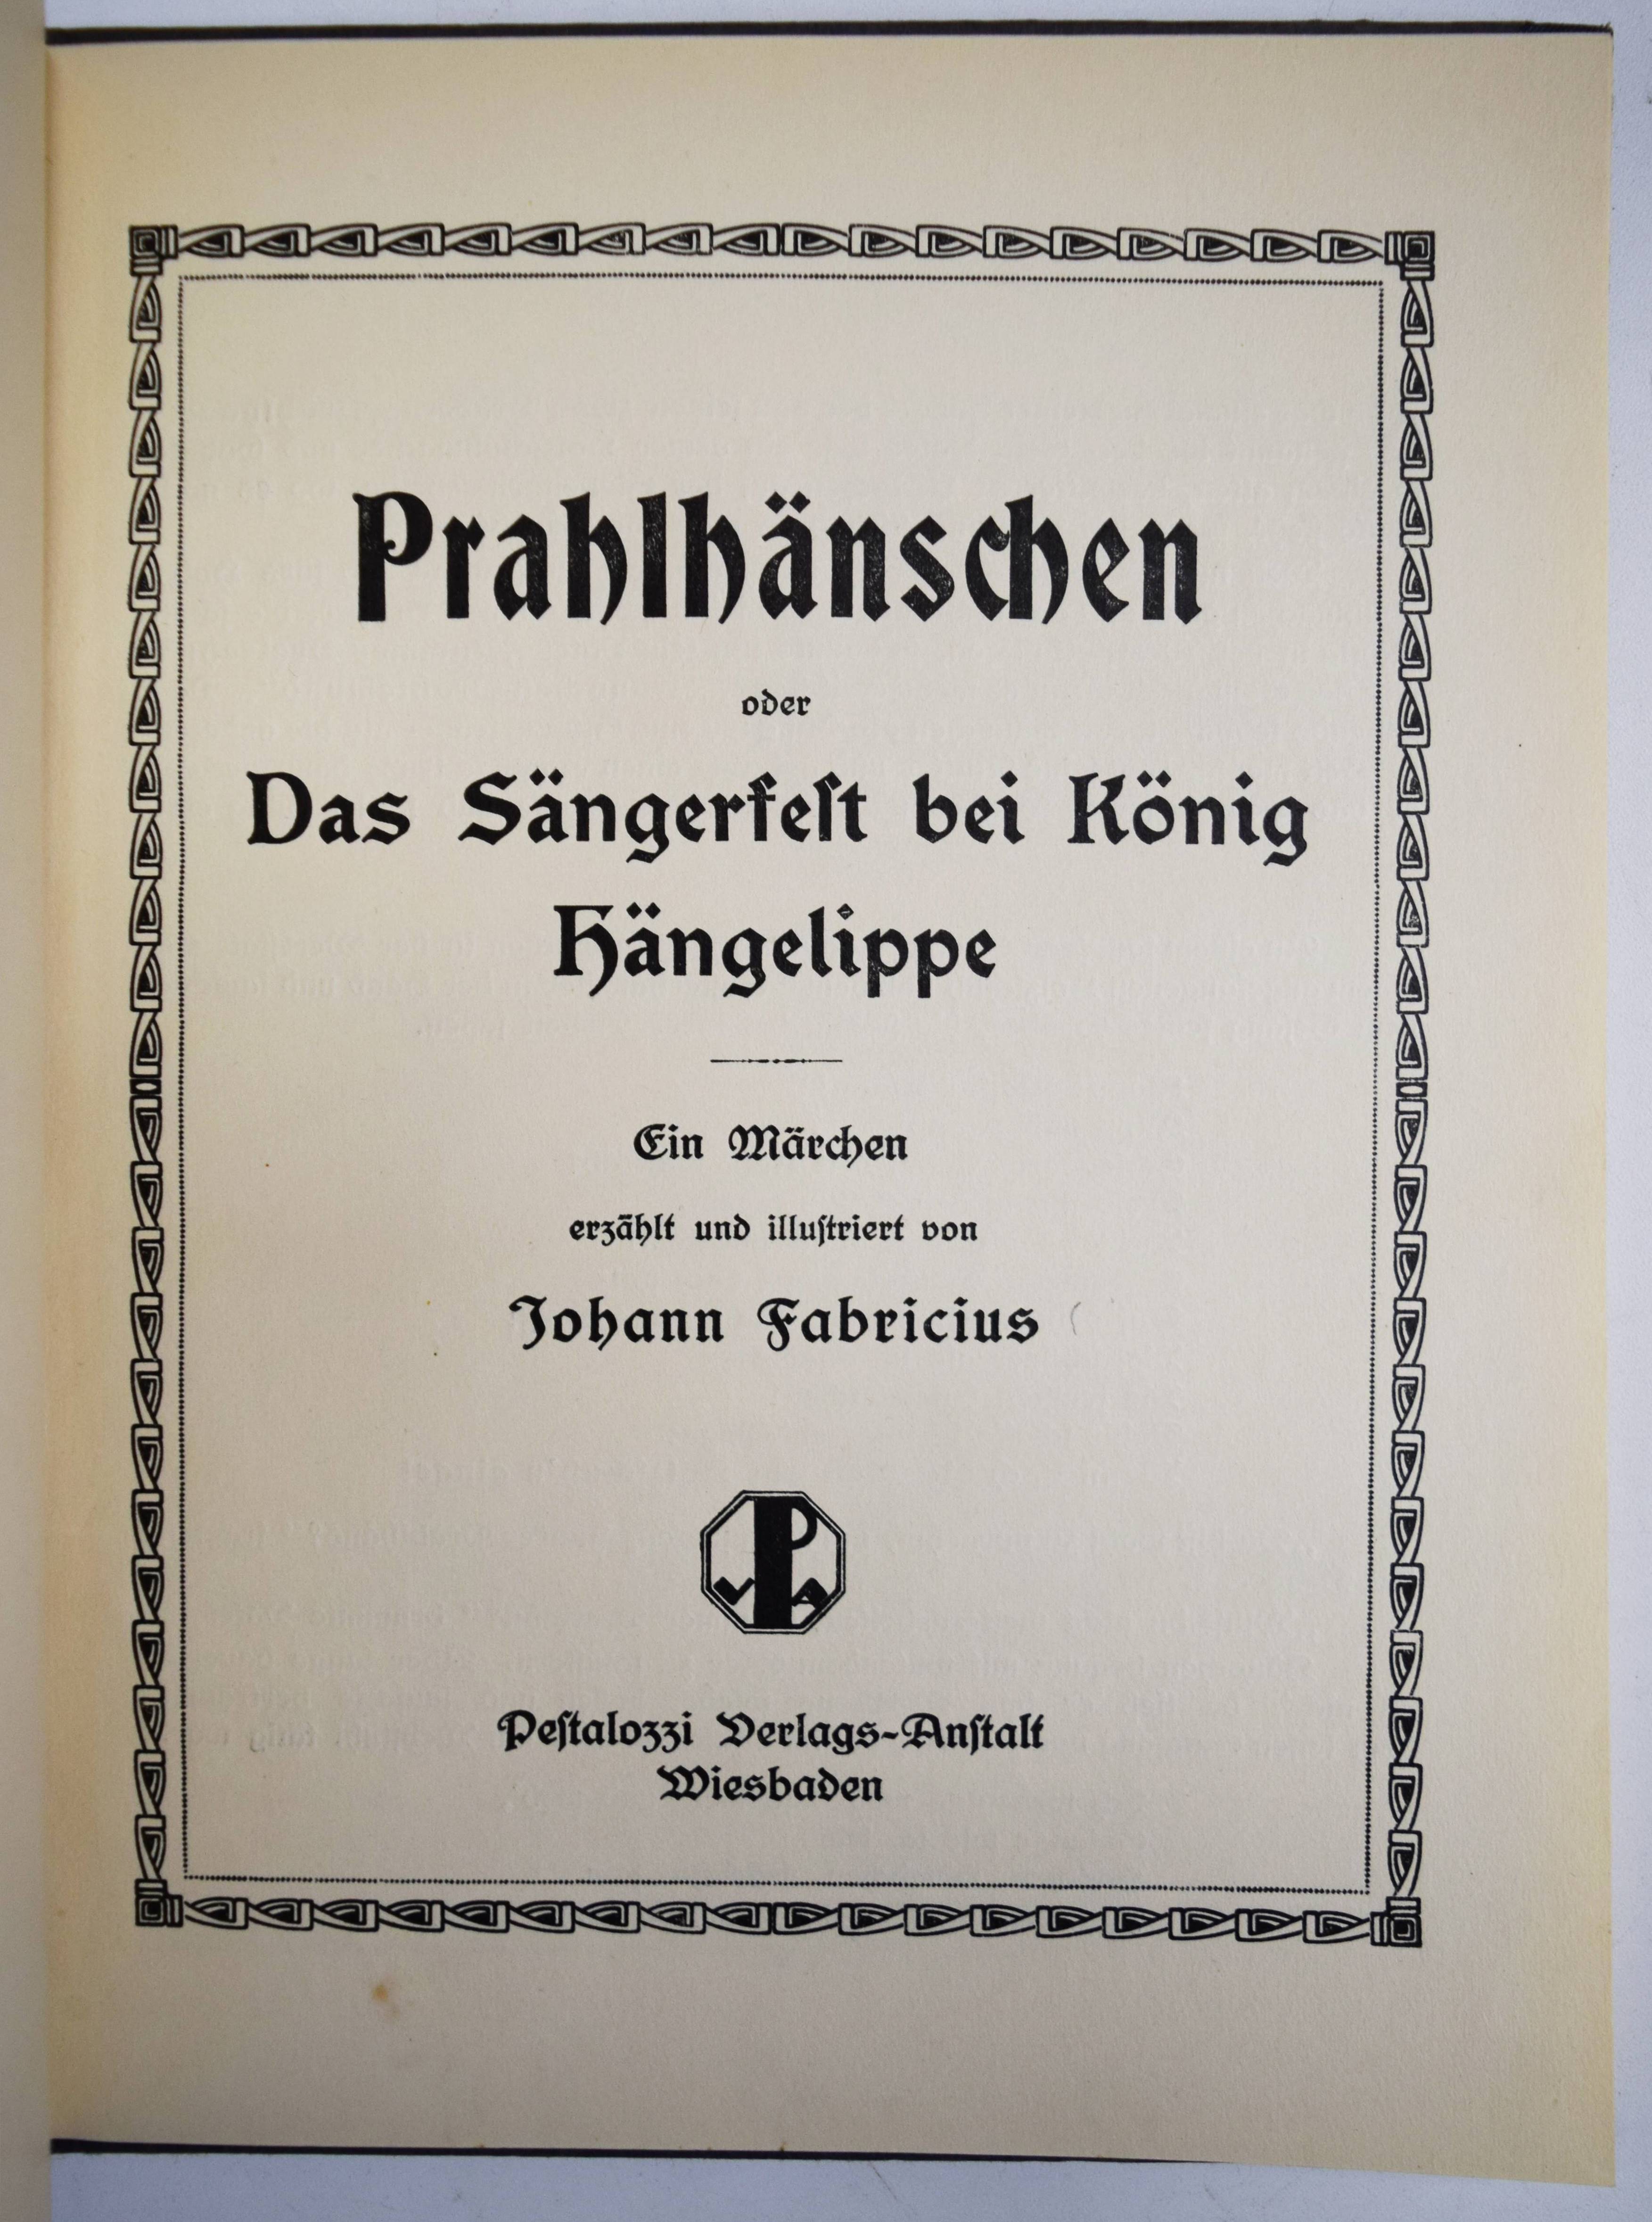 Prahlhänschen
oder
Das Sängerfeſt bei König
Hängelippe
Ein Märchen
erzählt und illuſtriert von
Johann Fabricius
PVA
Peſtalozzi Verlags-Anſtalt
Wiesbaden